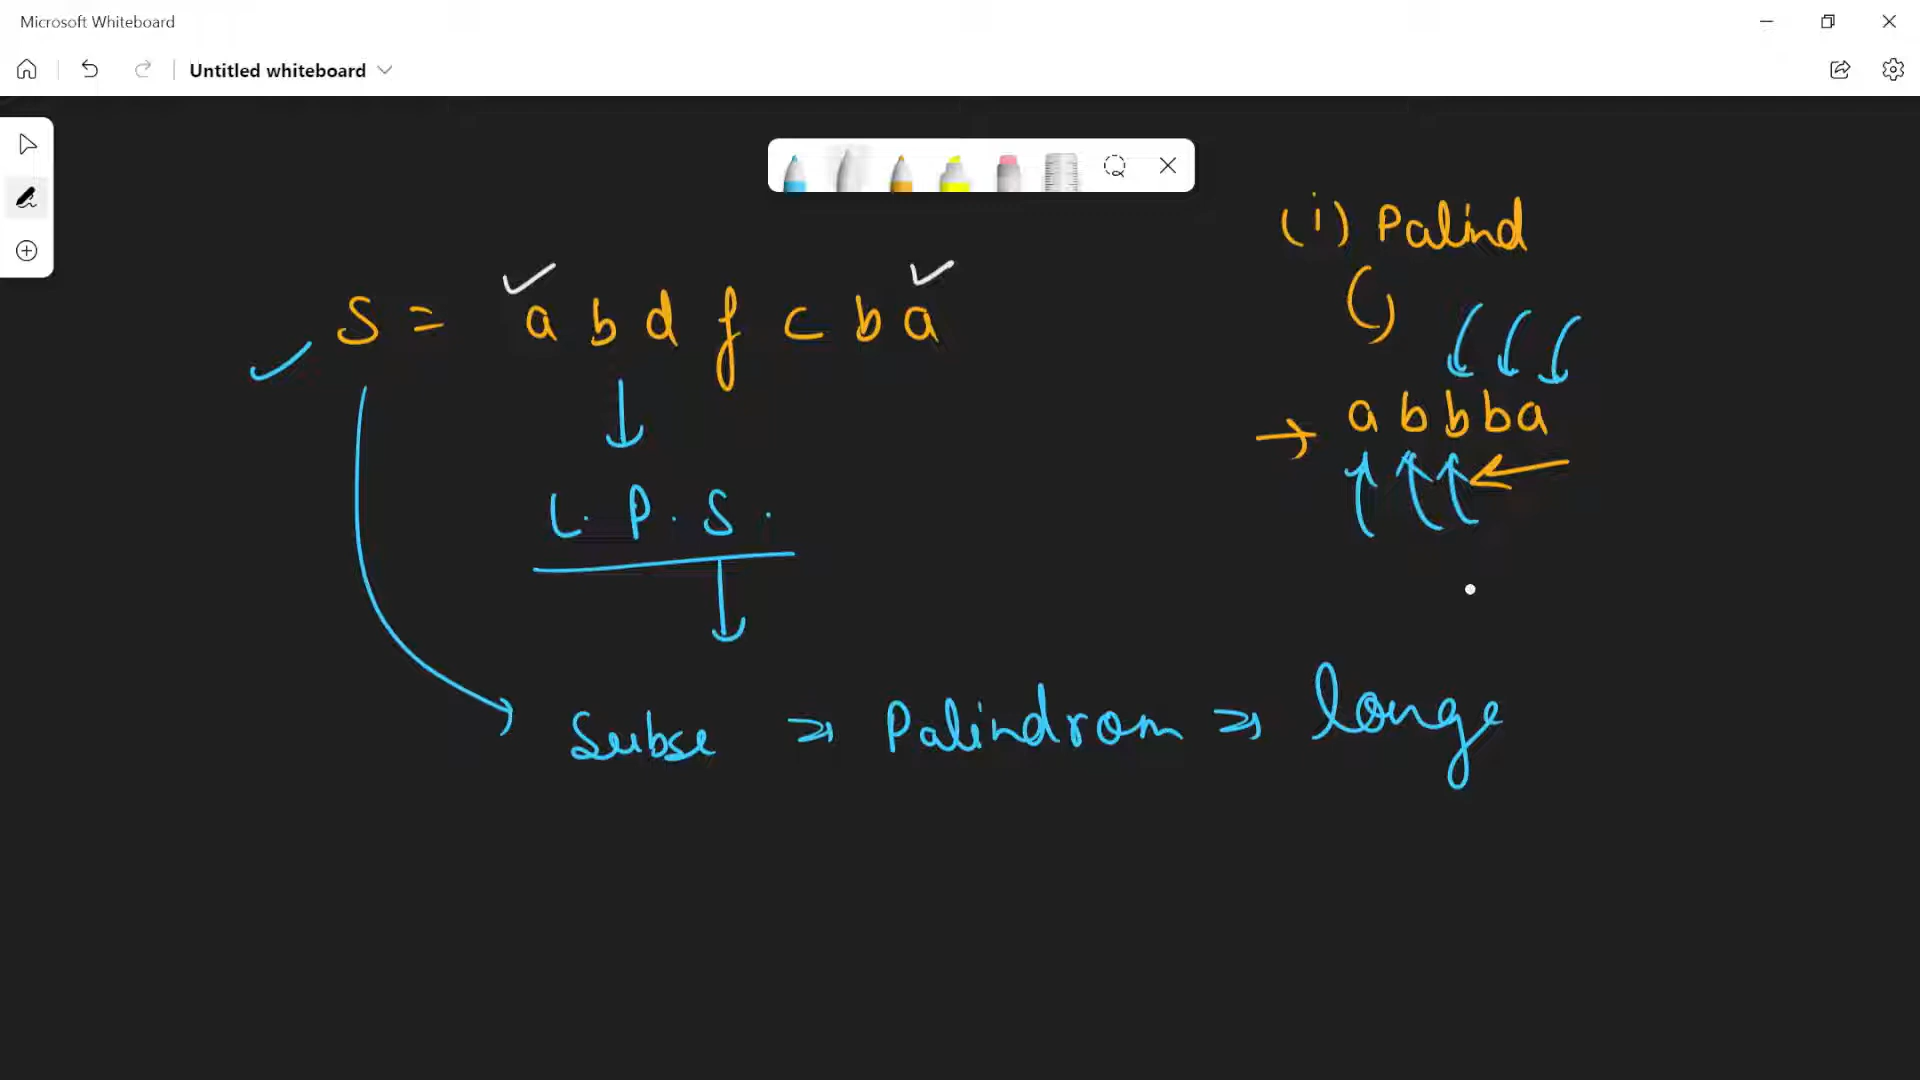 Microsoft Whiteboard
Untitled whiteboard
(i) Palind
S = a b d f c b a
a b b b a
L. P. S.
Subse => Palindrom => longe